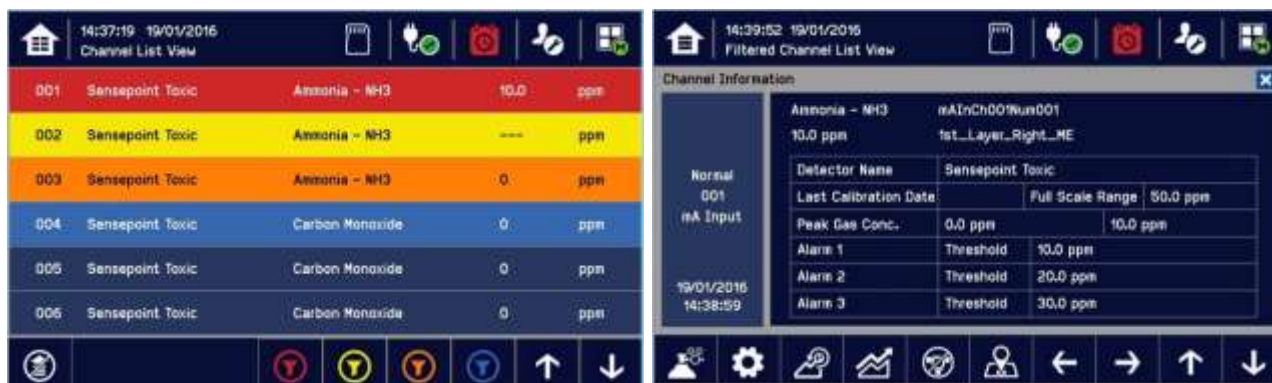 14:37:19 19/01/2016
Channel List View
001 Sensepoint Toxic Ammonia - NH3 10.0 ppm
002 Sensepoint Toxic Ammonia - NH3 --- ppm
003 Sensepoint Toxic Ammonia - NH3 0 ppm
004 Sensepoint Toxic Carbon Monoxide 0 ppm
005 Sensepoint Toxic Carbon Monoxide 0 ppm
006 Sensepoint Toxic Carbon Monoxide 0 ppm
14:39:52 19/01/2016
Filtered Channel List View
Channel Information
Normal
001
mA Input
19/01/2016
14:38:59
Ammonia - NH3 mAInCh001Num001
10.0 ppm 1st_Layer_Right_ME
Detector Name Sensepoint Toxic
Last Calibration Date Full Scale Range 50.0 ppm
Peak Gas Conc. 0.0 ppm 10.0 ppm
Alarm 1 Threshold 10.0 ppm
Alarm 2 Threshold 20.0 ppm
Alarm 3 Threshold 30.0 ppm